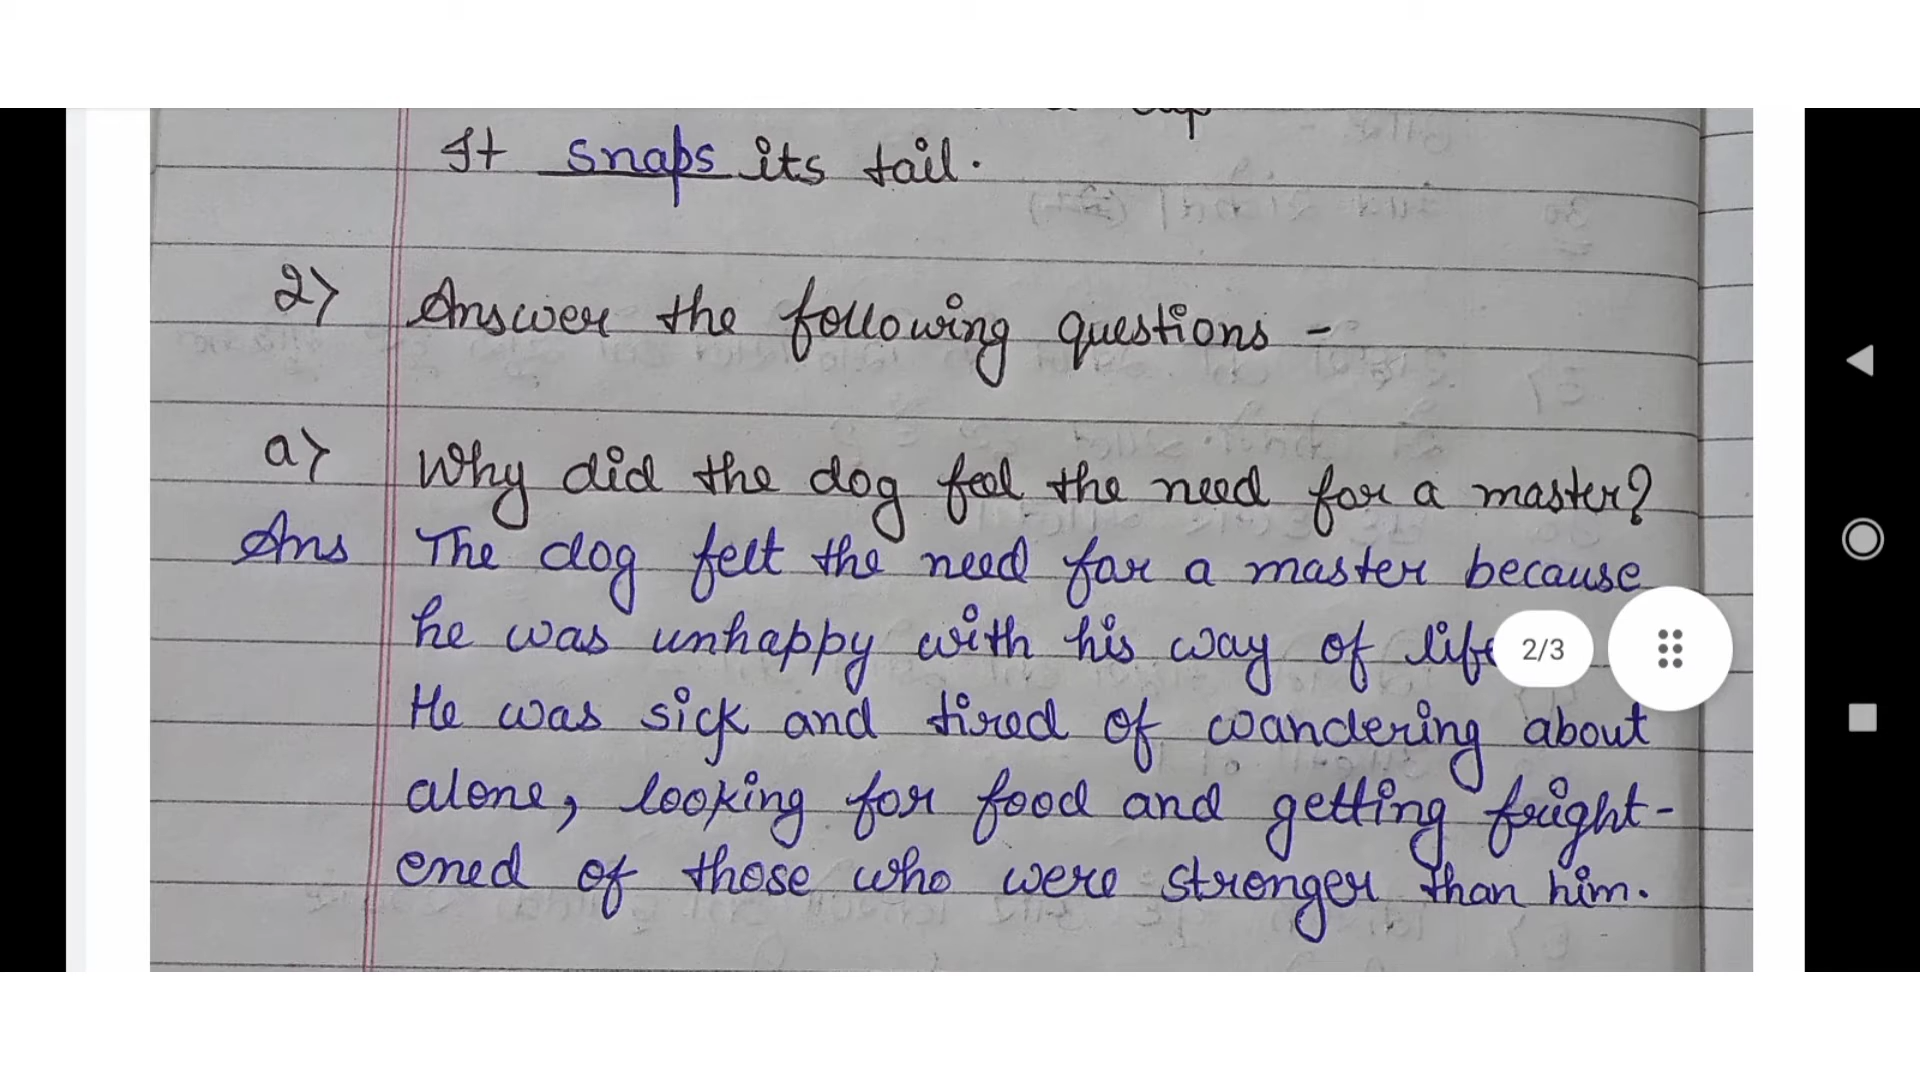 It snaps its tail.
2) Answer the following questions -
a) Why did the dog feel the need for a master?
Ans The dog felt the need for a master because
he was unhappy with his way of life
He was sick and tired of wandering about
alone, looking for food and getting fright-
ened of those who were stronger than him.
2/3